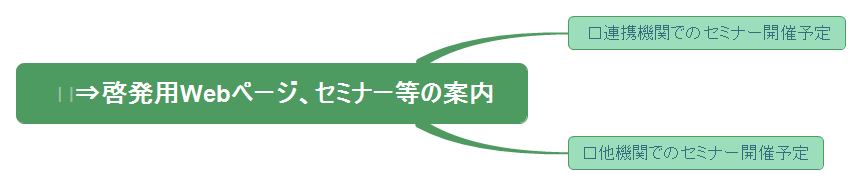 ⇒啓発用Webページ、セミナー等の案内
□連携機関でのセミナー開催予定
□他機関でのセミナー開催予定